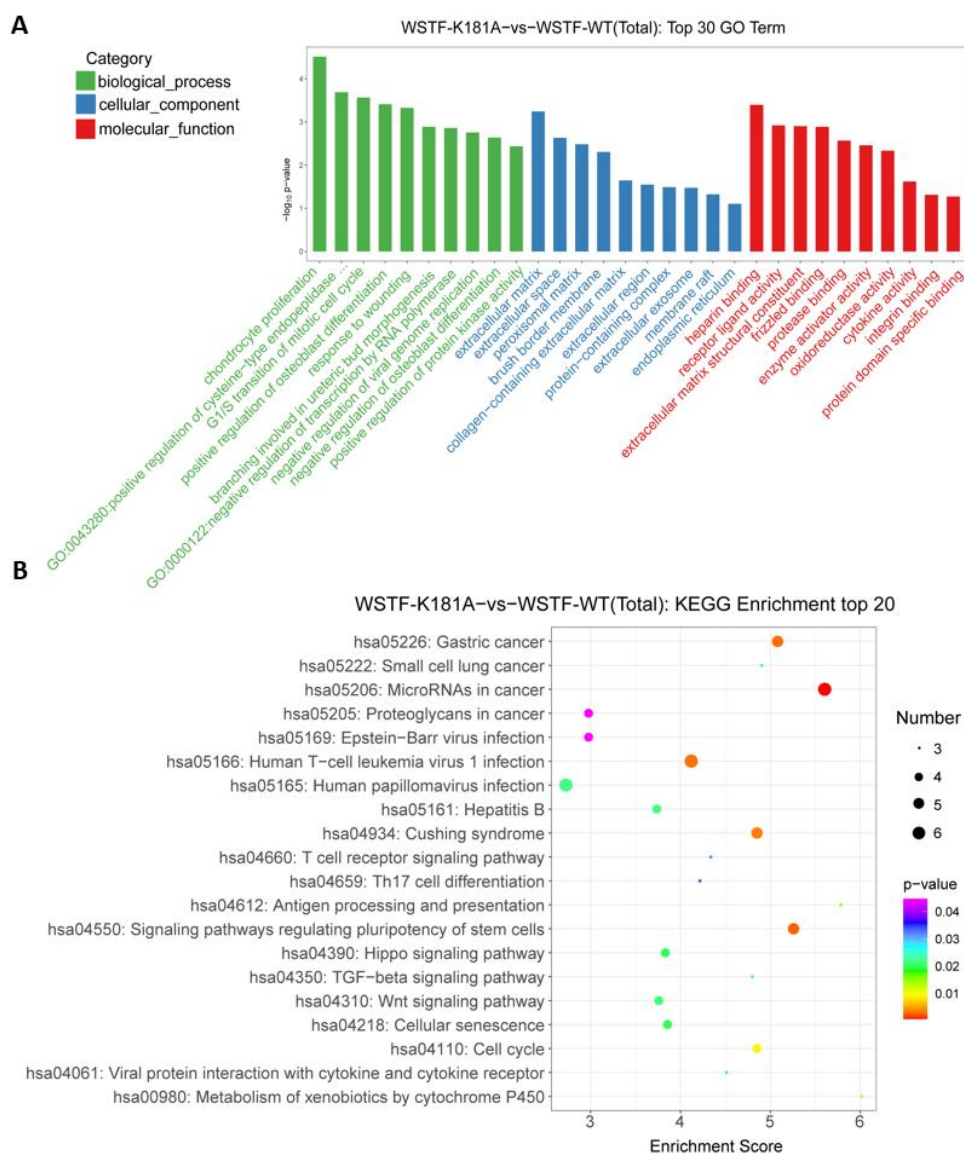 A
WSTF-K181A-vs-WSTF-WT(Total): Top 30 GO Term
Category
biological_process
cellular_component
molecular_function
-log10 p-value
4
3
2
1
0
chondrocyte proliferation
GO:0043280:positive regulation of cysteine-type endopeptidase ...
G1/S transition of mitotic cell cycle
positive regulation of osteoblast differentiation
response to wounding
branching involved in ureteric bud morphogenesis
GO:0000122:negative regulation of transcription by RNA polymerase
negative regulation of viral genome replication
negative regulation of osteoblast differentiation
positive regulation of protein kinase activity
extracellular matrix
extracellular space
peroxisomal matrix
brush border membrane
collagen-containing extracellular matrix
extracellular region
protein-containing complex
extracellular exosome
membrane raft
endoplasmic reticulum
heparin binding
receptor ligand activity
extracellular matrix structural constituent
frizzled binding
protease binding
enzyme activator activity
oxidoreductase activity
cytokine activity
integrin binding
protein domain specific binding
B
WSTF-K181A-vs-WSTF-WT(Total): KEGG Enrichment top 20
hsa05226: Gastric cancer
hsa05222: Small cell lung cancer
hsa05206: MicroRNAs in cancer
hsa05205: Proteoglycans in cancer
hsa05169: Epstein-Barr virus infection
hsa05166: Human T-cell leukemia virus 1 infection
hsa05165: Human papillomavirus infection
hsa05161: Hepatitis B
hsa04934: Cushing syndrome
hsa04660: T cell receptor signaling pathway
hsa04659: Th17 cell differentiation
hsa04612: Antigen processing and presentation
hsa04550: Signaling pathways regulating pluripotency of stem cells
hsa04390: Hippo signaling pathway
hsa04350: TGF-beta signaling pathway
hsa04310: Wnt signaling pathway
hsa04218: Cellular senescence
hsa04110: Cell cycle
hsa04061: Viral protein interaction with cytokine and cytokine receptor
hsa00980: Metabolism of xenobiotics by cytochrome P450
3 4 5 6
Enrichment Score
Number
3
4
5
6
p-value
0.04
0.03
0.02
0.01